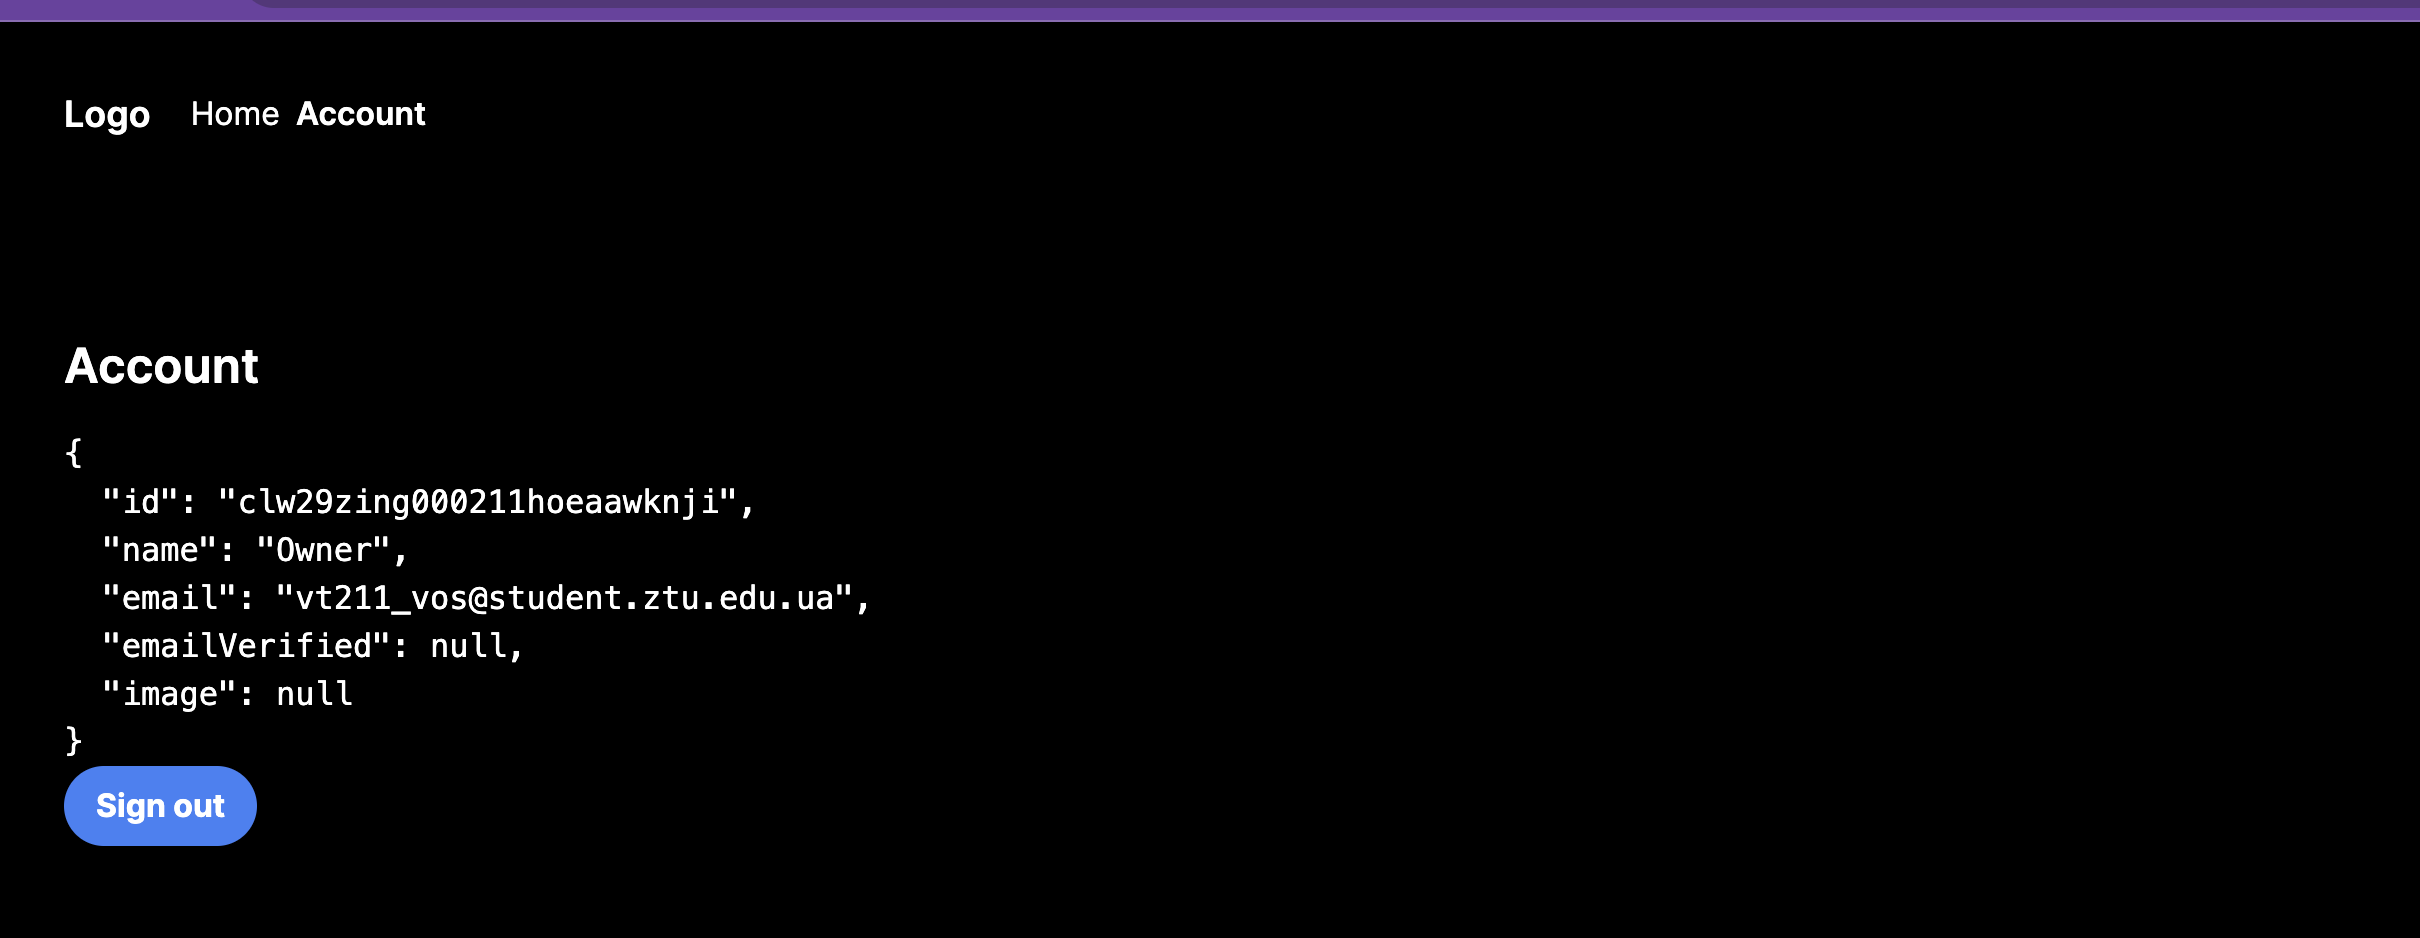 Logo Home Account
Account
{
  "id": "clw29zing000211hoeaawknji",
  "name": "Owner",
  "email": "vt211_vos@student.ztu.edu.ua",
  "emailVerified": null,
  "image": null
}
Sign out